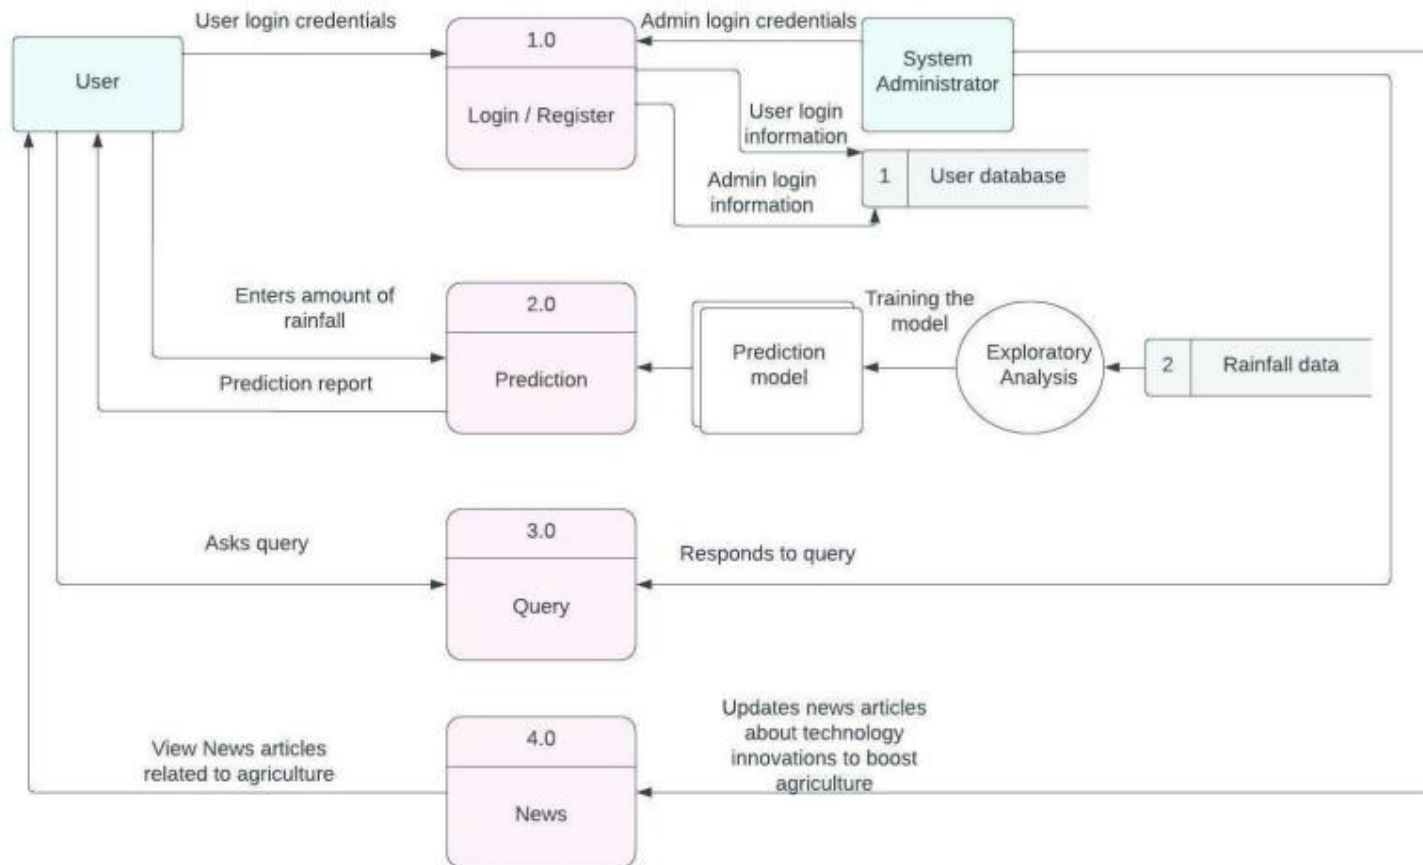 User login credentials
1.0
Admin login credentials
User
Login / Register
System
Administrator
User login
information
1
User database
Admin login
information
Enters amount of
rainfall
2.0
Training the
model
Prediction report
Prediction
Prediction
model
Exploratory
Analysis
2
Rainfall data
Asks query
3.0
Responds to query
Query
View News articles
related to agriculture
4.0
News
Updates news articles
about technology
innovations to boost
agriculture